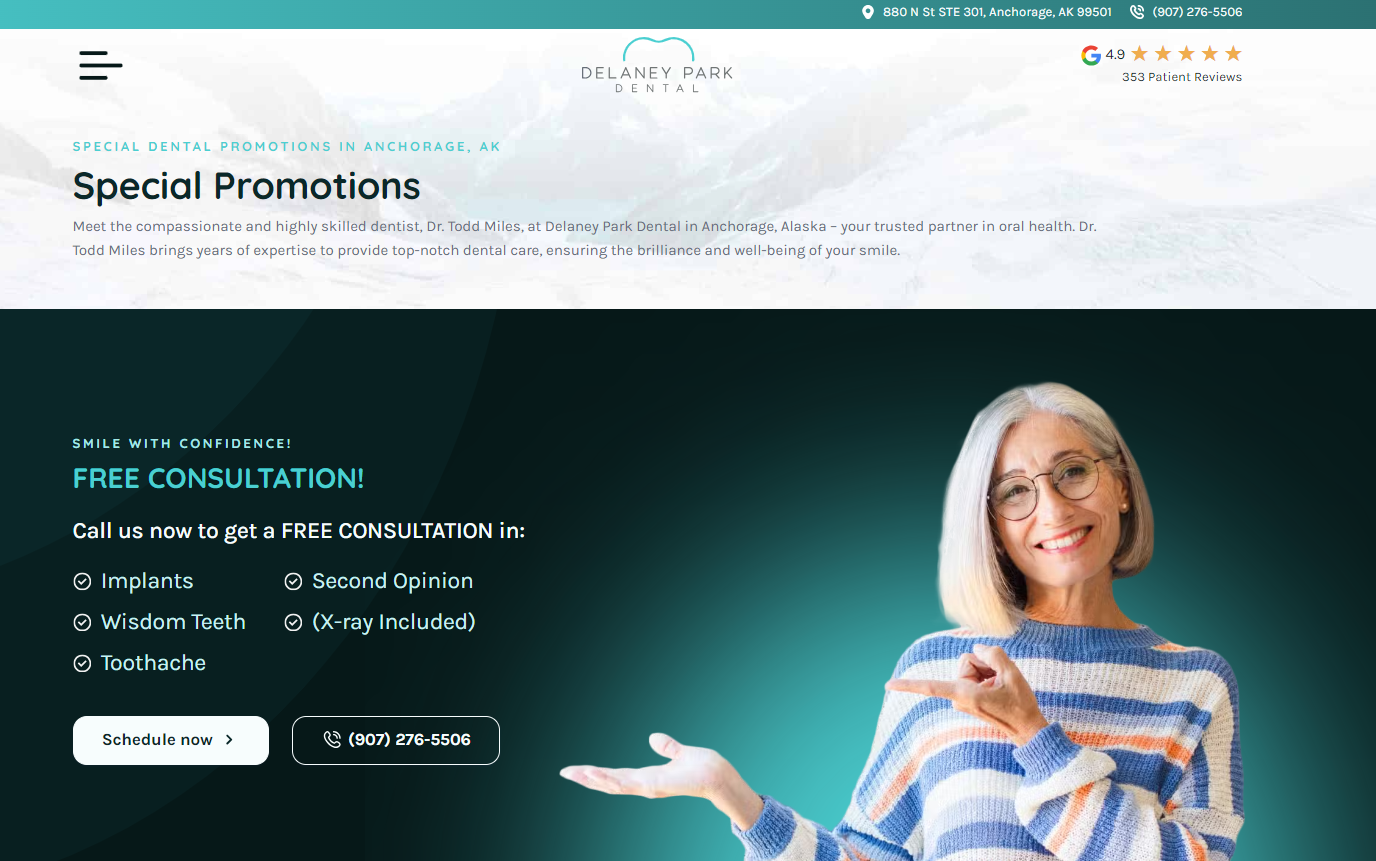 880 N St STE 301, Anchorage, AK 99501 (907) 276-5506
DELANEY PARK
DENTAL
4.9
353 Patient Reviews
SPECIAL DENTAL PROMOTIONS IN ANCHORAGE, AK
Special Promotions
Meet the compassionate and highly skilled dentist, Dr. Todd Miles, at Delaney Park Dental in Anchorage, Alaska – your trusted partner in oral health. Dr.
Todd Miles brings years of expertise to provide top-notch dental care, ensuring the brilliance and well-being of your smile.
SMILE WITH CONFIDENCE!
FREE CONSULTATION!
Call us now to get a FREE CONSULTATION in:
Implants
Wisdom Teeth
Toothache
Second Opinion
(X-ray Included)
Schedule now
(907) 276-5506